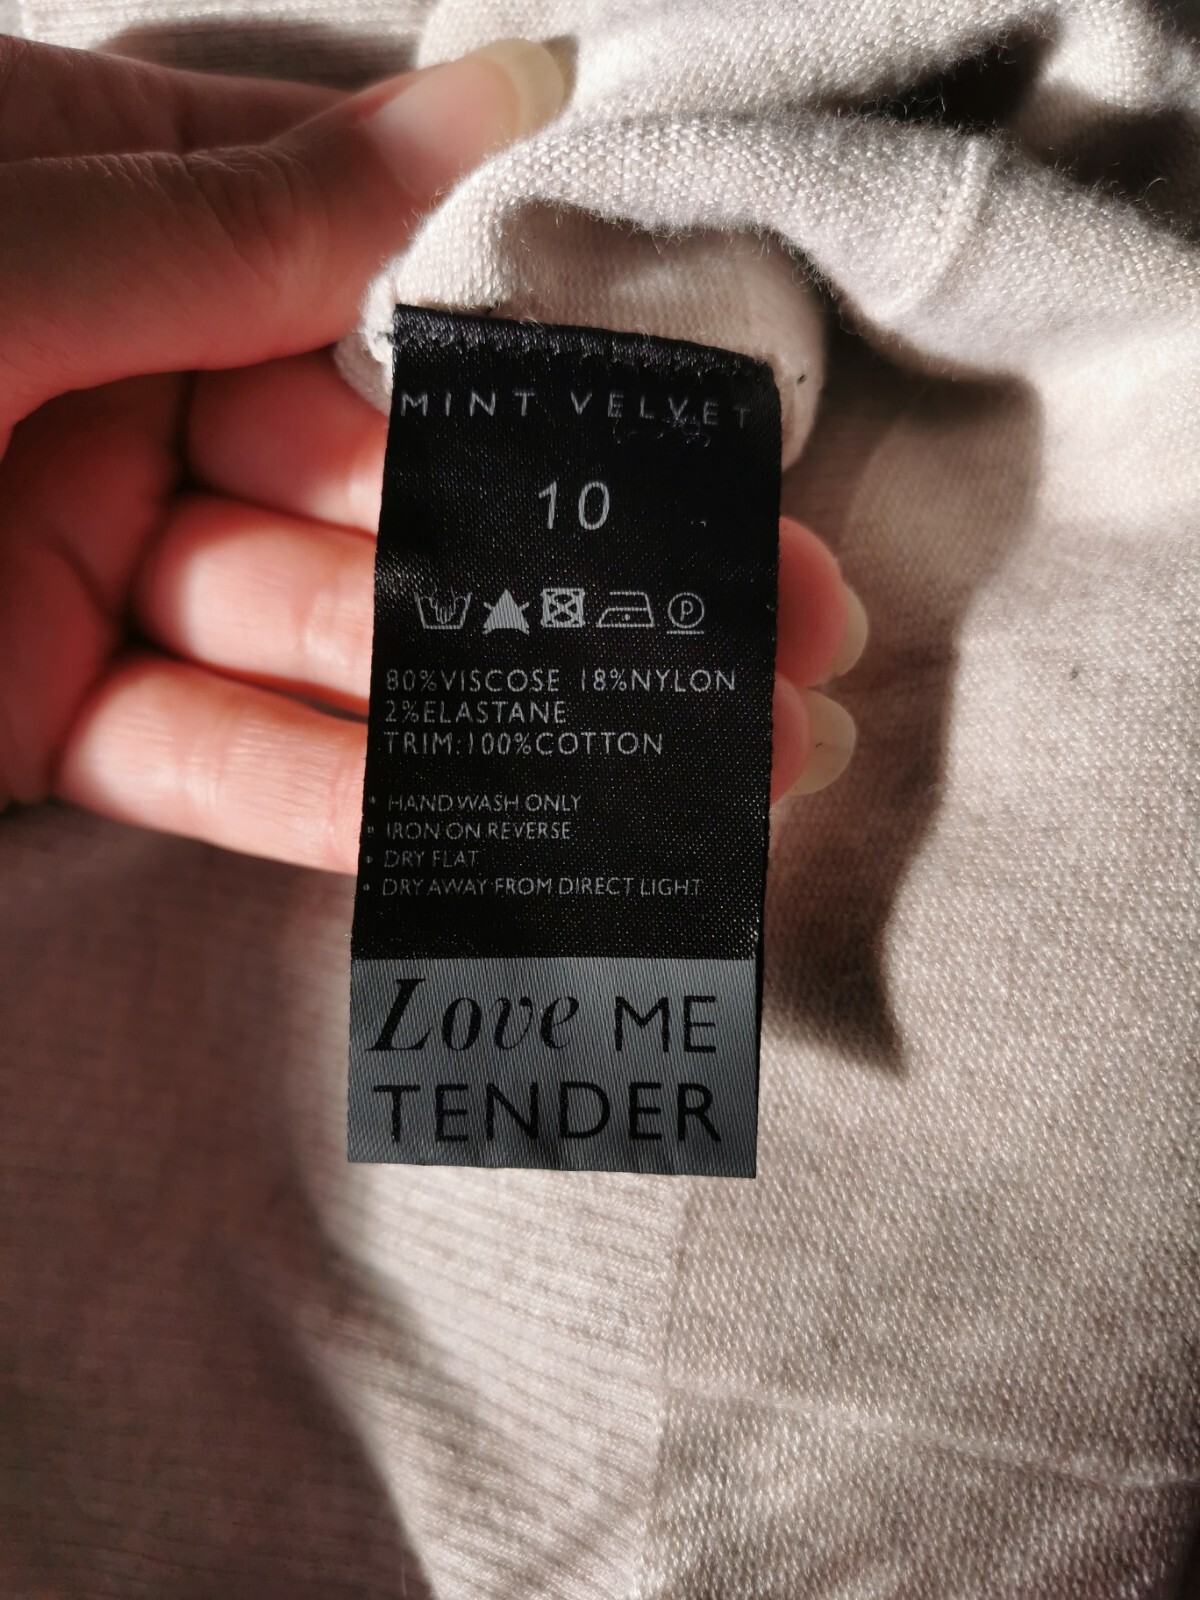 MINT VELVET
10
P
80%VISCOSE 18%NYLON
2%ELASTANE
TRIM:100%COTTON
• HAND WASH ONLY
• IRON ON REVERSE
• DRY FLAT
• DRY AWAY FROM DIRECT LIGHT
Love ME
TENDER